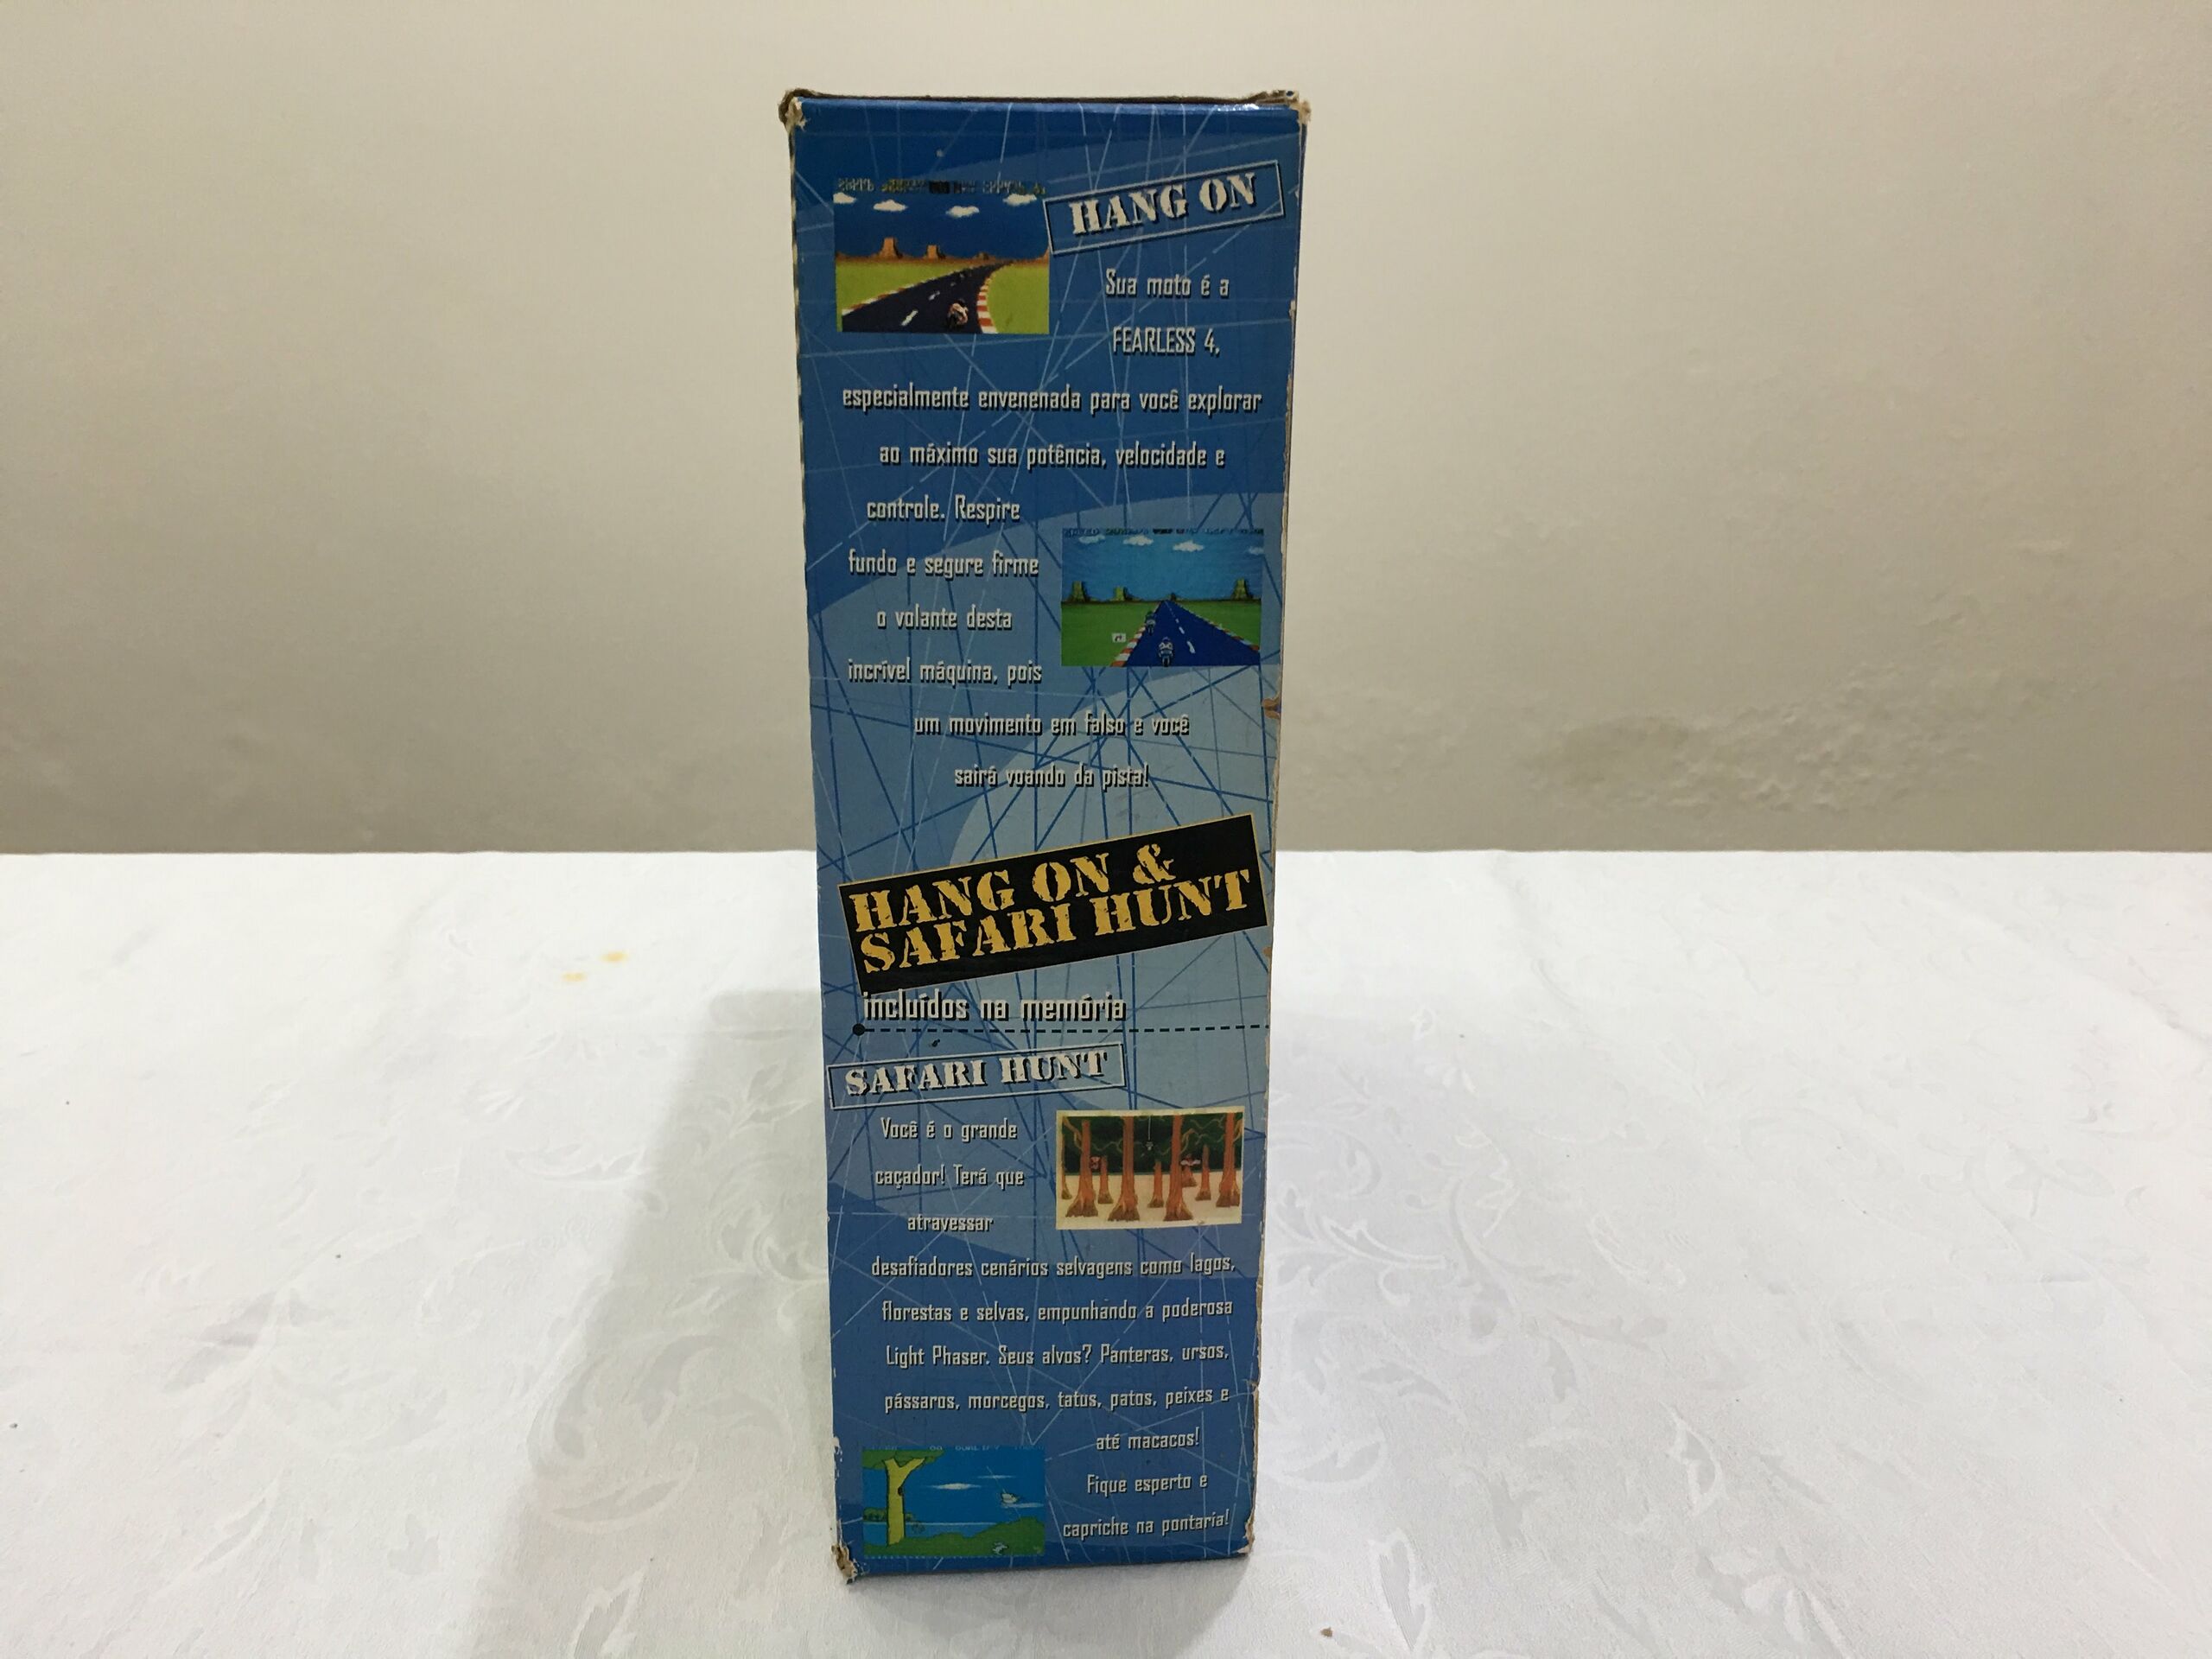 HANG ON
Sua moto é a
FEARLESS 4,
especialmente envenenada para você explorar
ao máximo sua potência, velocidade e
controle. Respire
fundo e segure firme
o volante desta
incrível máquina, pois
um movimento em falso e você
sairá voando da pista!
HANG ON &
SAFARI HUNT
incluídos na memória
SAFARI HUNT
Você é o grande
caçador! Terá que
atravessar
desafiadores cenários selvagens como lagos,
florestas e selvas, empunhando a poderosa
Light Phaser. Seus alvos? Panteras, ursos,
pássaros, morcegos, tatus, patos, peixes e
até macacos!
Fique esperto e
capriche na pontaria!